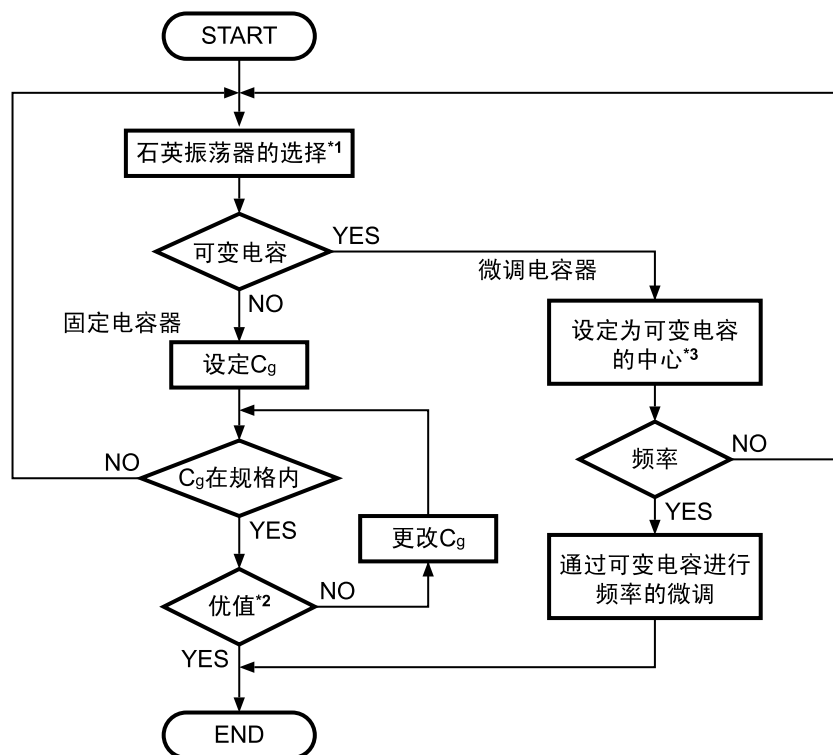 START
石英振荡器的选择*1
可变电容
YES
NO
微调电容器
固定电容器
设定Cg
设定为可变电容
的中心*3
频率
NO
YES
Cg在规格内
NO
YES
更改Cg
通过可变电容进行
频率的微调
优值*2
NO
YES
END